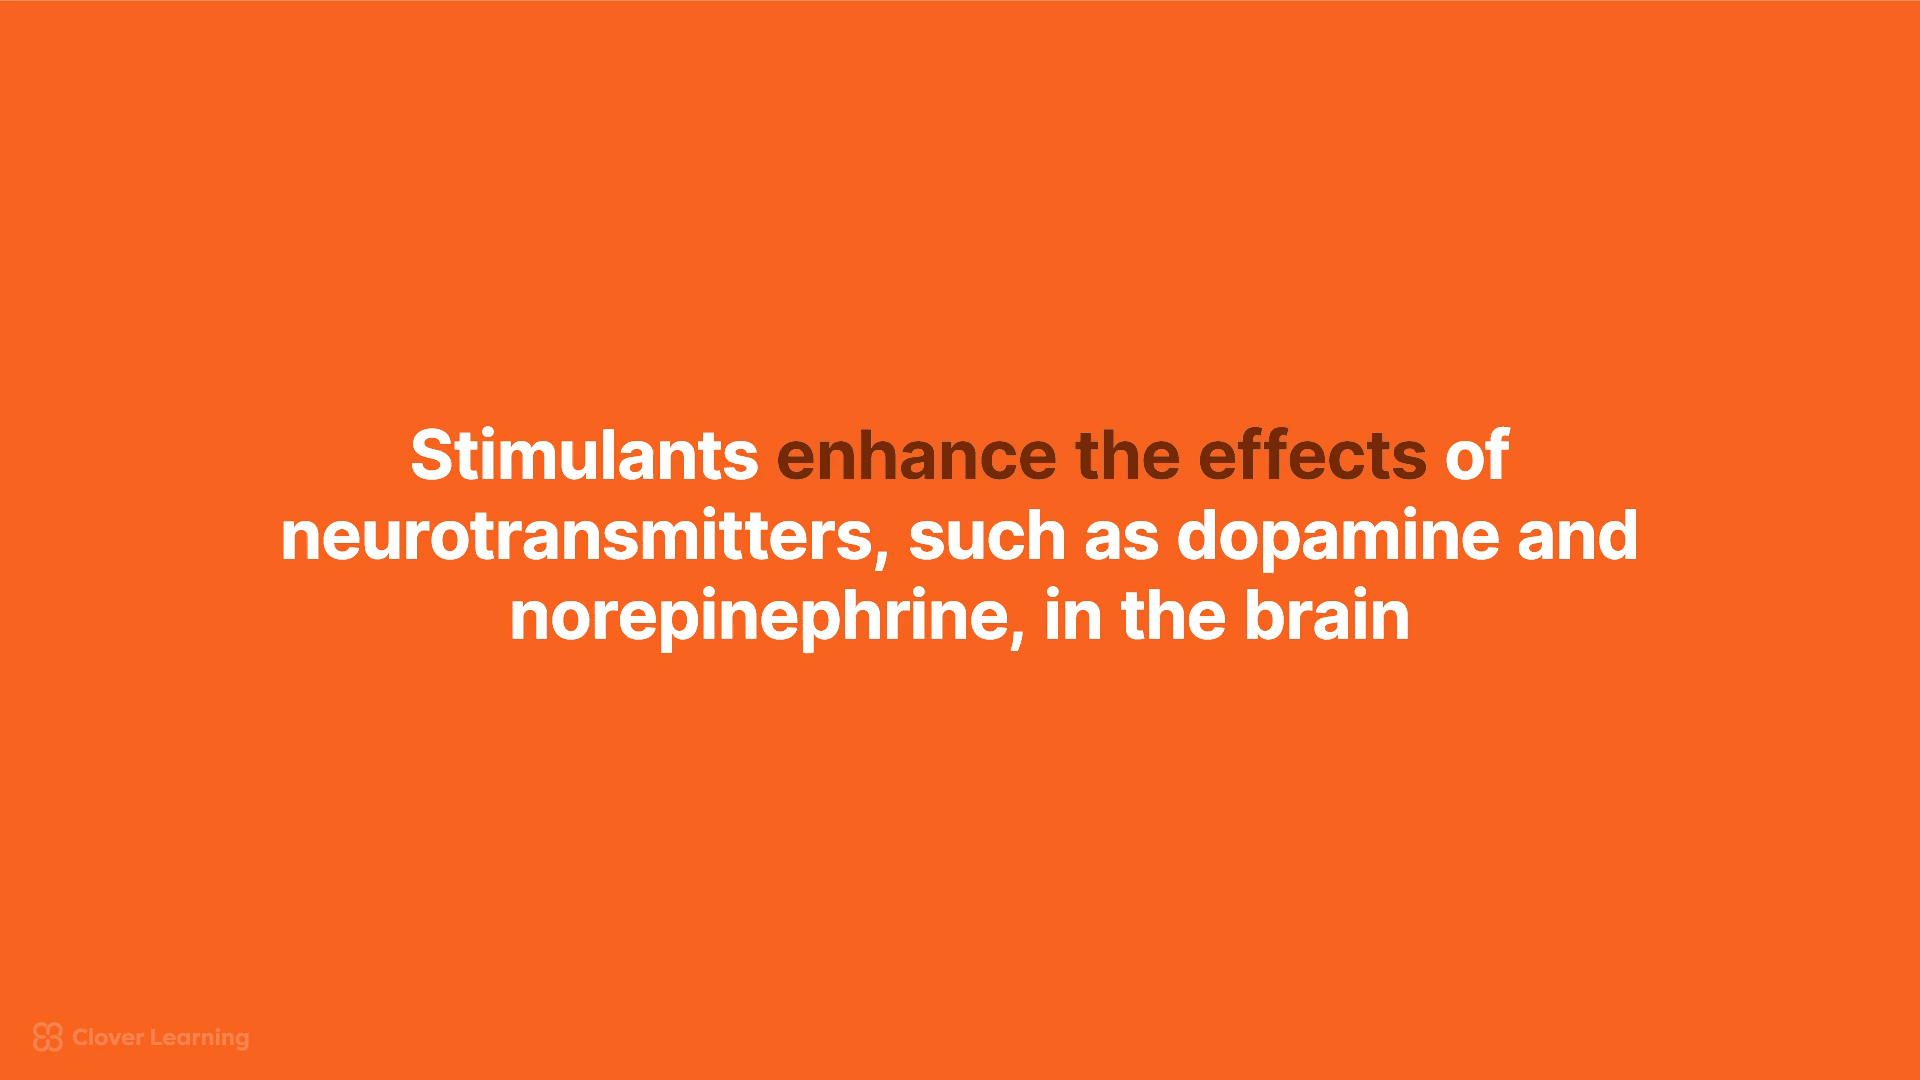 Stimulants enhance the effects of
neurotransmitters, such as dopamine and
norepinephrine, in the brain
Clover Learning